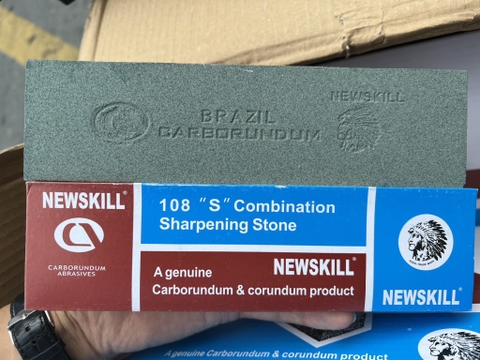 NEWSKILL
BRAZIL
CARBORUNDUM
NEWSKILL®
CARBORUNDUM
ABRASIVES
108 "S" Combination
Sharpening Stone
A genuine NEWSKILL®
Carborundum & corundum product
NEWSKILL®
A genuine Carborundum & corundum product